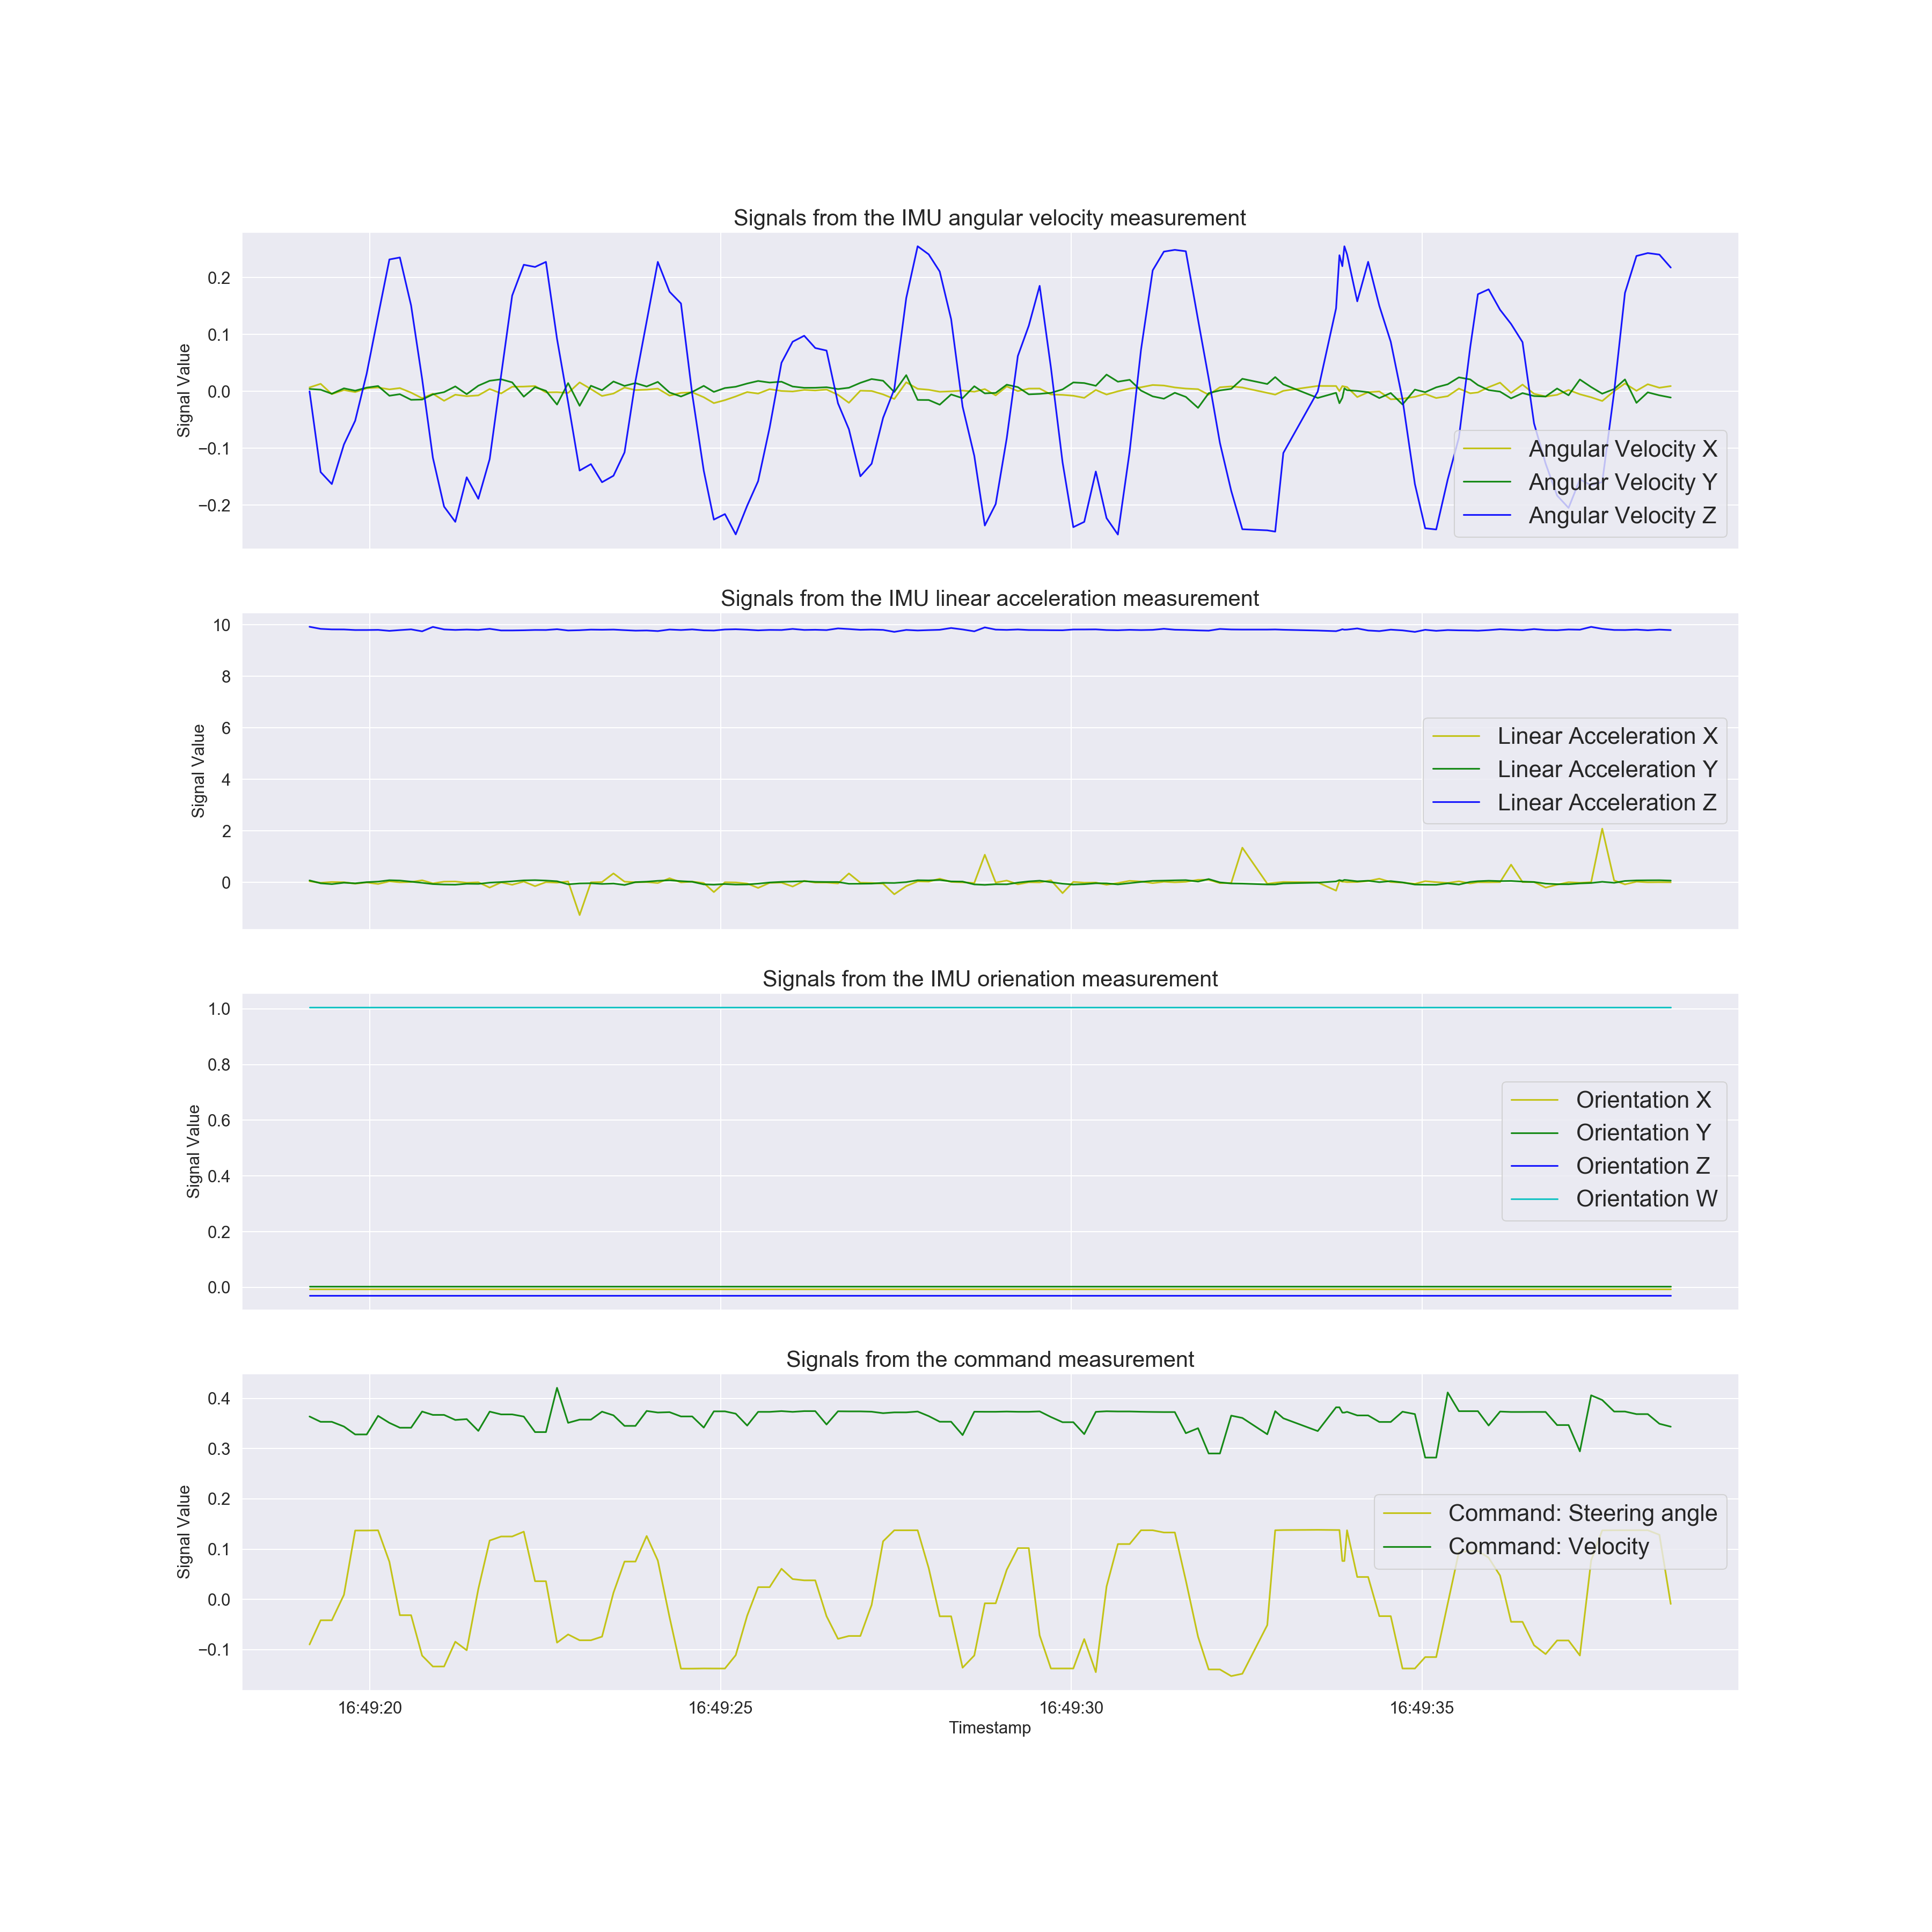 Signals from the IMU angular velocity measurement
Signal Value
0.2
0.1
0.0
−0.1
−0.2
Angular Velocity X
Angular Velocity Y
Angular Velocity Z
Signals from the IMU linear acceleration measurement
Signal Value
10
8
6
4
2
0
Linear Acceleration X
Linear Acceleration Y
Linear Acceleration Z
Signals from the IMU orienation measurement
Signal Value
1.0
0.8
0.6
0.4
0.2
0.0
Orientation X
Orientation Y
Orientation Z
Orientation W
Signals from the command measurement
Signal Value
0.4
0.3
0.2
0.1
0.0
−0.1
Command: Steering angle
Command: Velocity
16:49:20 16:49:25 16:49:30 16:49:35
Timestamp